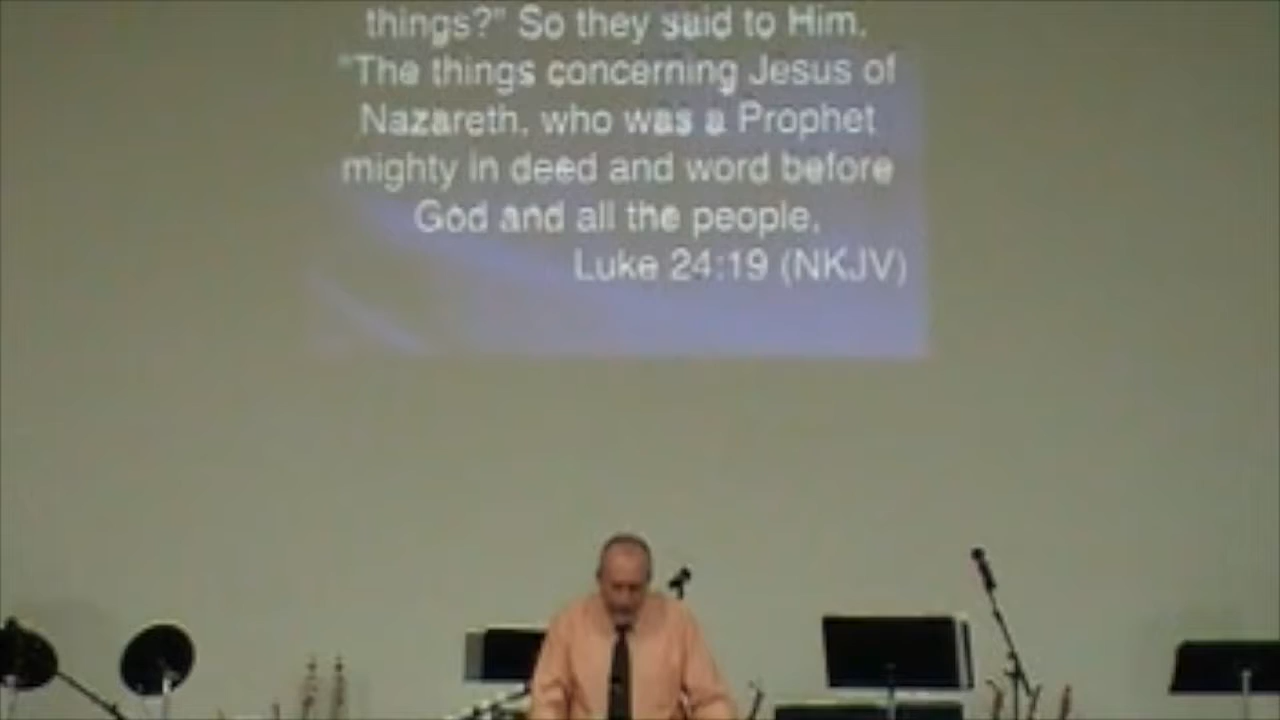 things?" So they said to Him,
"The things concerning Jesus of
Nazareth, who was a Prophet
mighty in deed and word before
God and all the people,
Luke 24:19 (NKJV)